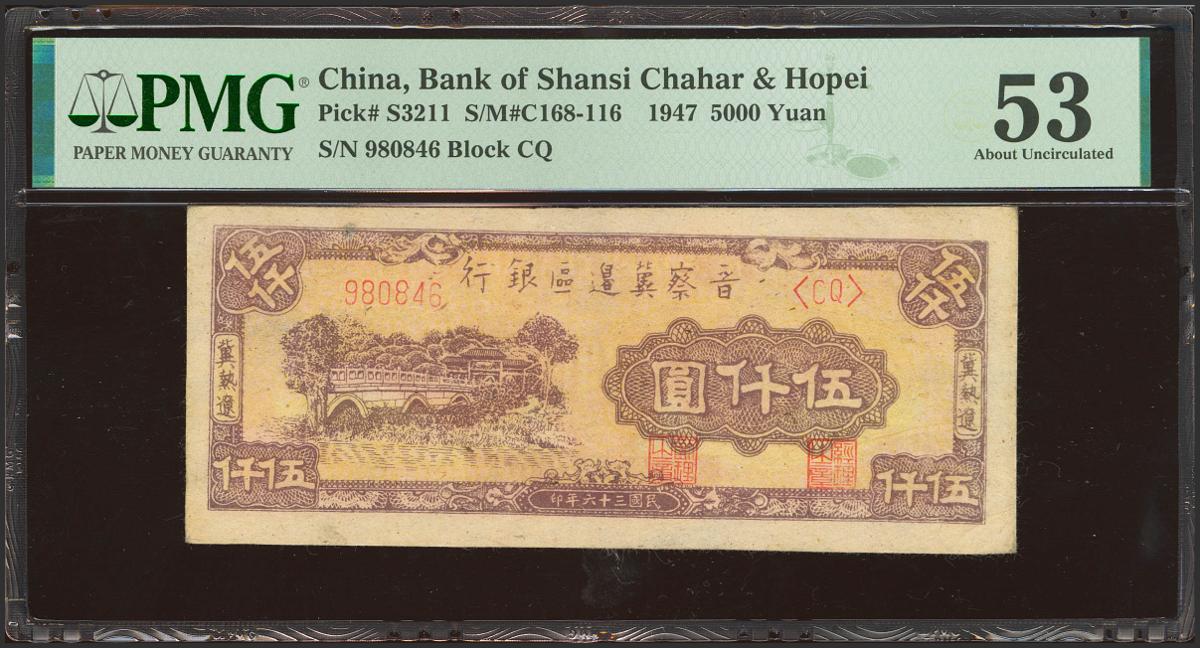 PMG®
PAPER MONEY GUARANTY
China, Bank of Shansi Chahar & Hopei
Pick# S3211 S/M#C168-116 1947 5000 Yuan
S/N 980846 Block CQ
53
About Uncirculated
伍仟
伍仟
行銀區邊冀察晉
980846
<CQ>
冀熱遼
冀熱遼
圓仟伍
仟伍
仟伍
印年六十三國民